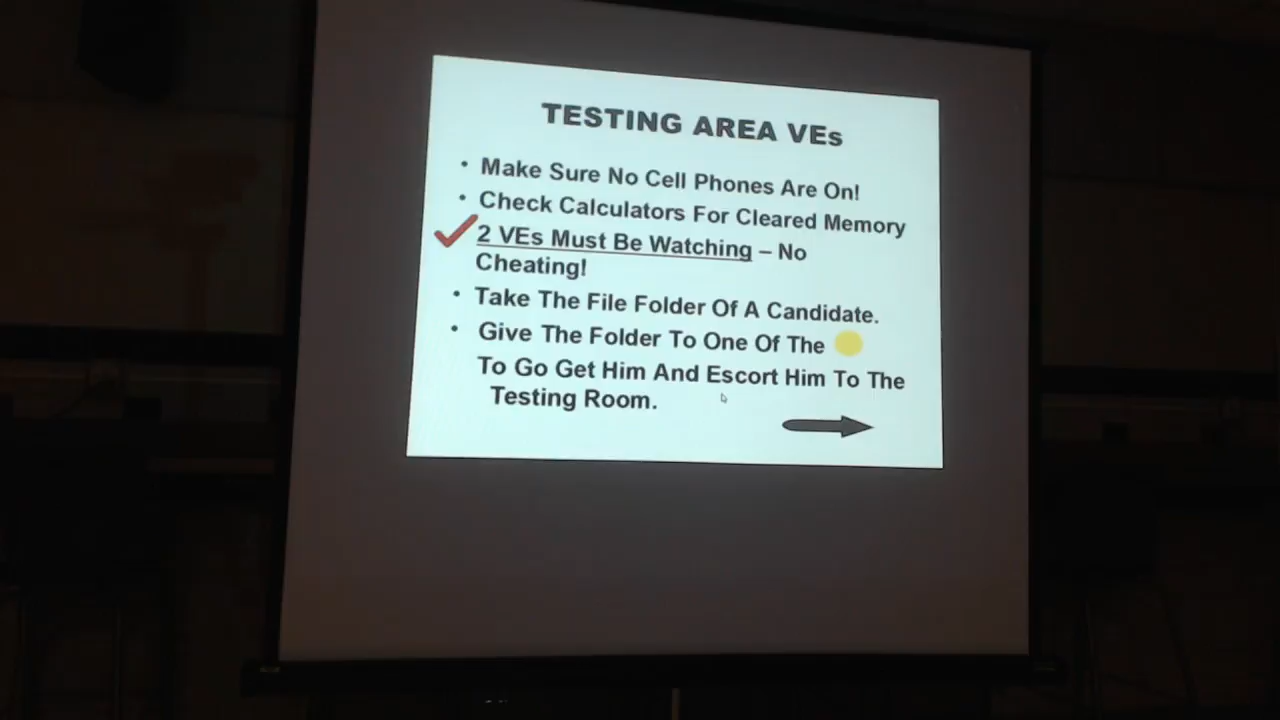 TESTING AREA VEs
• Make Sure No Cell Phones Are On!
• Check Calculators For Cleared Memory
2 VEs Must Be Watching – No
Cheating!
• Take The File Folder Of A Candidate.
• Give The Folder To One Of The
To Go Get Him And Escort Him To The
Testing Room.